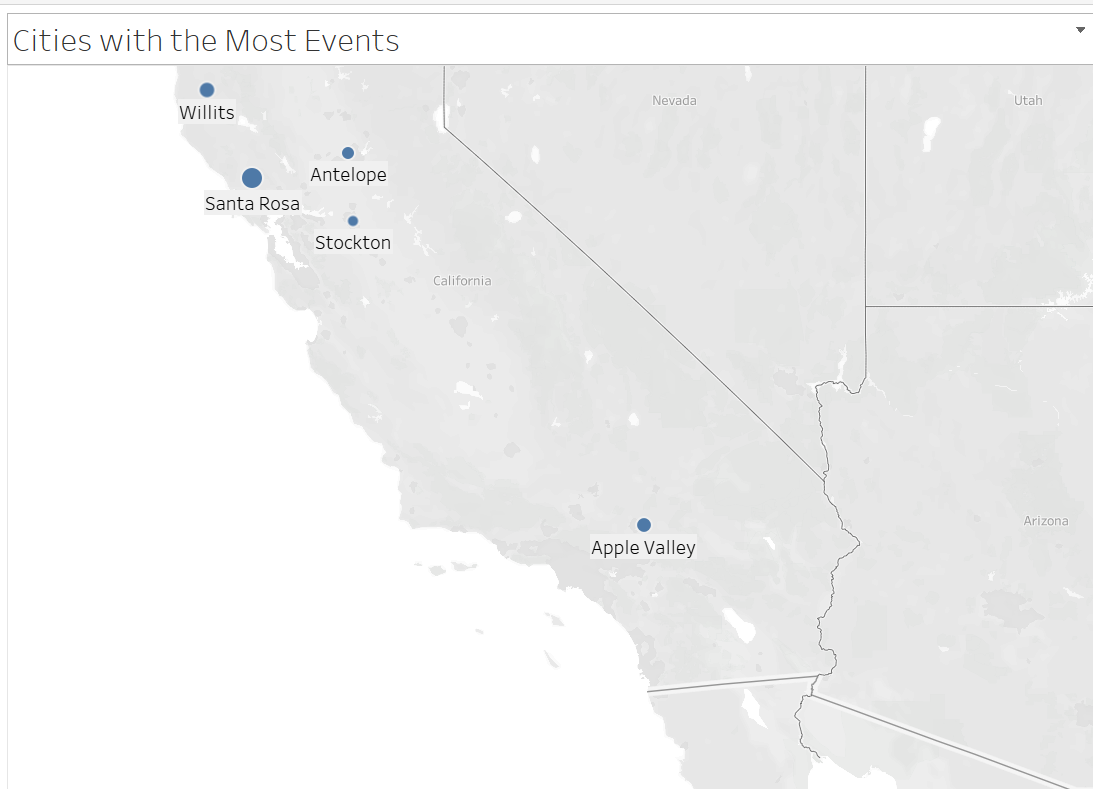 Cities with the Most Events
Nevada
Utah
Willits
Antelope
Santa Rosa
Stockton
California
Arizona
Apple Valley